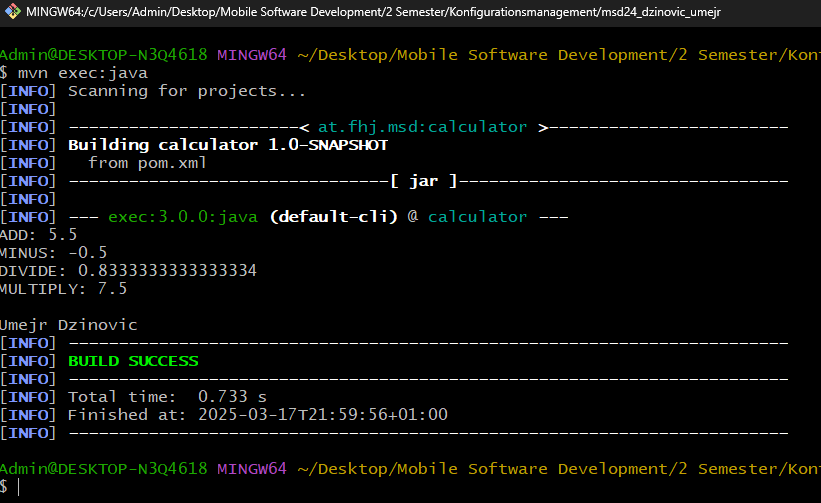 MINGW64:/c/Users/Admin/Desktop/Mobile Software Development/2 Semester/Konfigurationsmanagement/msd24_dzinovic_umejr
Admin@DESKTOP-N3Q4618 MINGW64 ~/Desktop/Mobile Software Development/2 Semester/Kon
$ mvn exec:java
[INFO] Scanning for projects...
[INFO]
[INFO] -----------------------< at.fhj.msd:calculator >------------------------
[INFO] Building calculator 1.0-SNAPSHOT
[INFO]   from pom.xml
[INFO] --------------------------------[ jar ]---------------------------------
[INFO]
[INFO] --- exec:3.0.0:java (default-cli) @ calculator ---
ADD: 5.5
MINUS: -0.5
DIVIDE: 0.8333333333333334
MULTIPLY: 7.5
Umejr Dzinovic
[INFO] ------------------------------------------------------------------------
[INFO] BUILD SUCCESS
[INFO] ------------------------------------------------------------------------
[INFO] Total time:  0.733 s
[INFO] Finished at: 2025-03-17T21:59:56+01:00
[INFO] ------------------------------------------------------------------------
Admin@DESKTOP-N3Q4618 MINGW64 ~/Desktop/Mobile Software Development/2 Semester/Kon
$